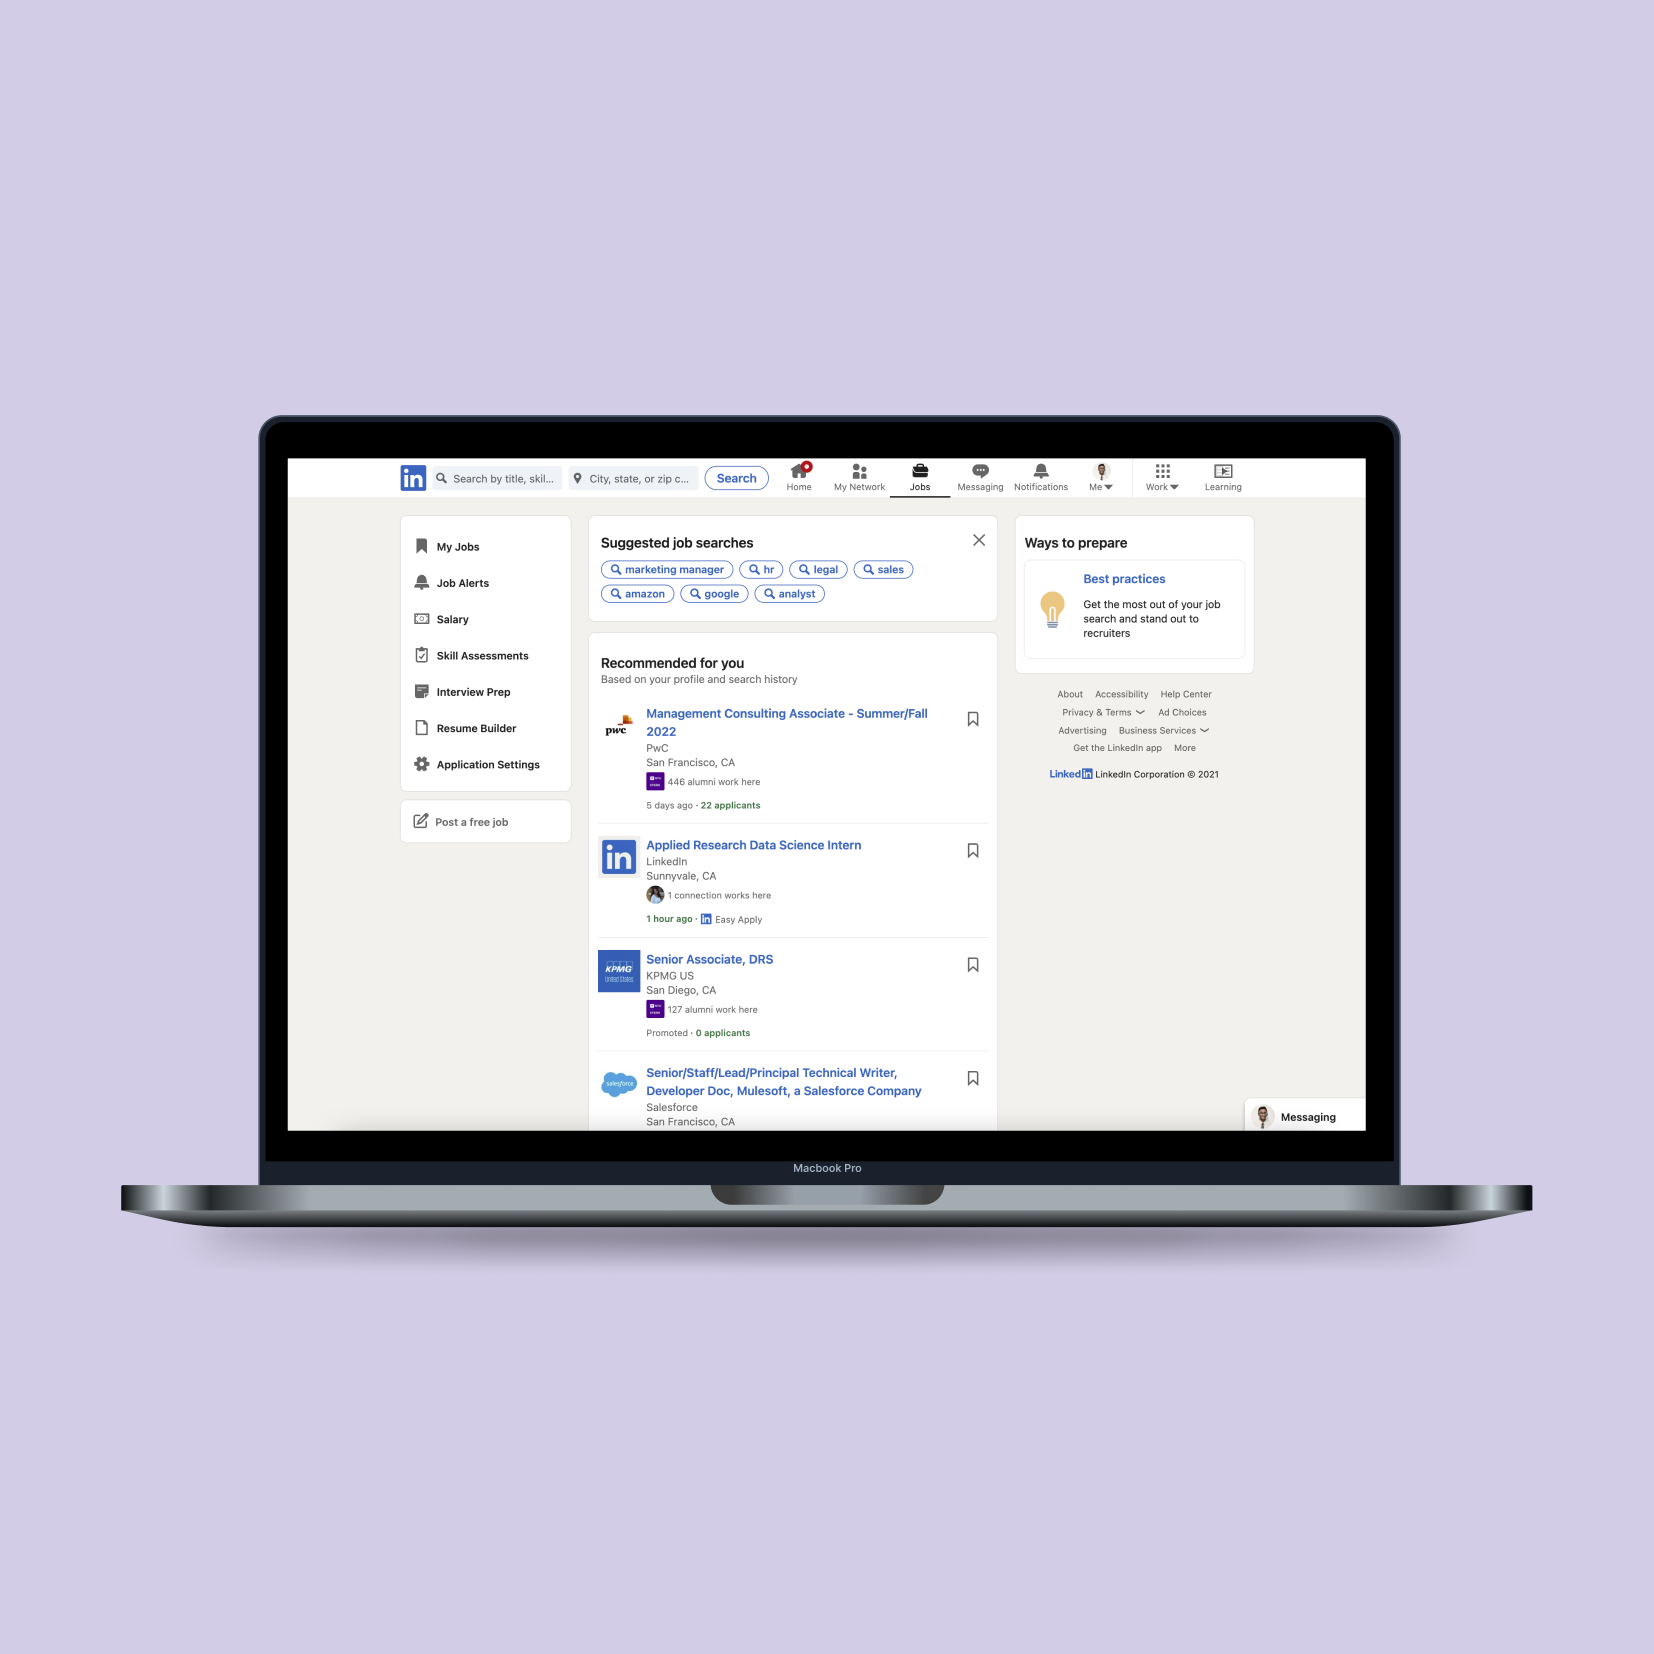 in
Search by title, skil...
City, state, or zip c...
Search
Home
My Network
Jobs
Messaging
Notifications
Me
Work
Learning
My Jobs
Job Alerts
Salary
Skill Assessments
Interview Prep
Resume Builder
Application Settings
Post a free job
Suggested job searches
marketing manager
hr
legal
sales
amazon
google
analyst
Recommended for you
Based on your profile and search history
pwc
Management Consulting Associate - Summer/Fall
2022
PwC
San Francisco, CA
446 alumni work here
5 days ago · 22 applicants
in
Applied Research Data Science Intern
LinkedIn
Sunnyvale, CA
1 connection works here
1 hour ago · in Easy Apply
KPMG
United States
Senior Associate, DRS
KPMG US
San Diego, CA
127 alumni work here
Promoted · 0 applicants
salesforce
Senior/Staff/Lead/Principal Technical Writer,
Developer Doc, Mulesoft, a Salesforce Company
Salesforce
San Francisco, CA
Ways to prepare
Best practices
Get the most out of your job
search and stand out to
recruiters
About Accessibility Help Center
Privacy & Terms Ad Choices
Advertising Business Services
Get the LinkedIn app More
LinkedIn LinkedIn Corporation © 2021
Messaging
Macbook Pro